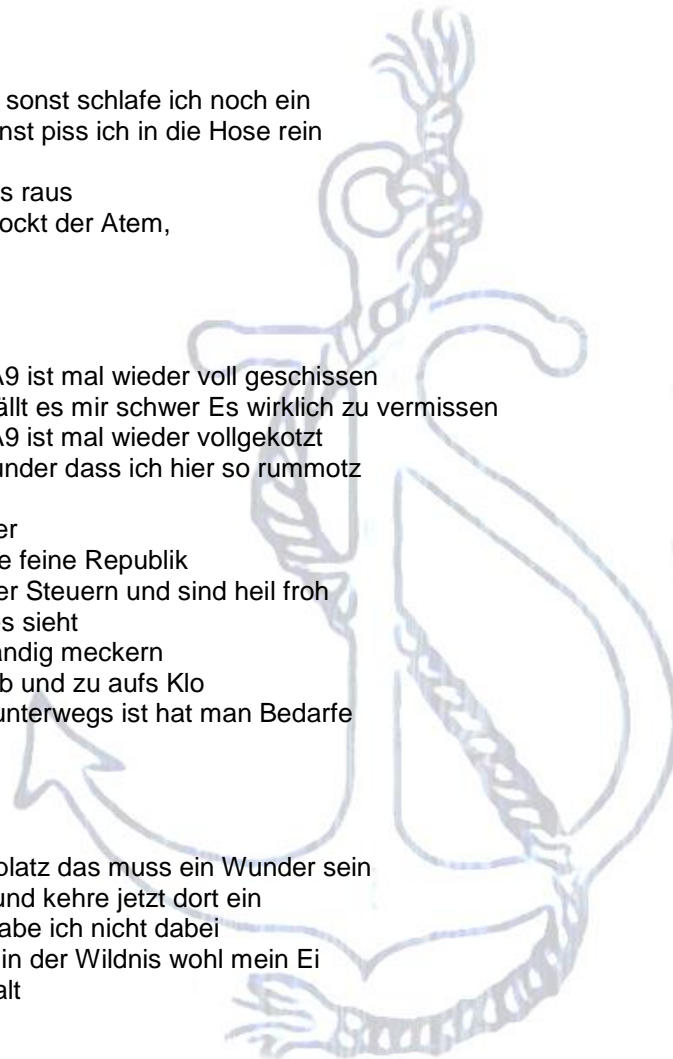 sonst schlafe ich noch ein
nst piss ich in die Hose rein
s raus
ockt der Atem,
A9 ist mal wieder voll geschissen
ällt es mir schwer Es wirklich zu vermissen
A9 ist mal wieder vollgekotzt
under dass ich hier so rummotz
er
e feine Republik
er Steuern und sind heil froh
es sieht
ändig meckern
b und zu aufs Klo
unterwegs ist hat man Bedarfe
platz das muss ein Wunder sein
und kehre jetzt dort ein
abe ich nicht dabei
in der Wildnis wohl mein Ei
alt